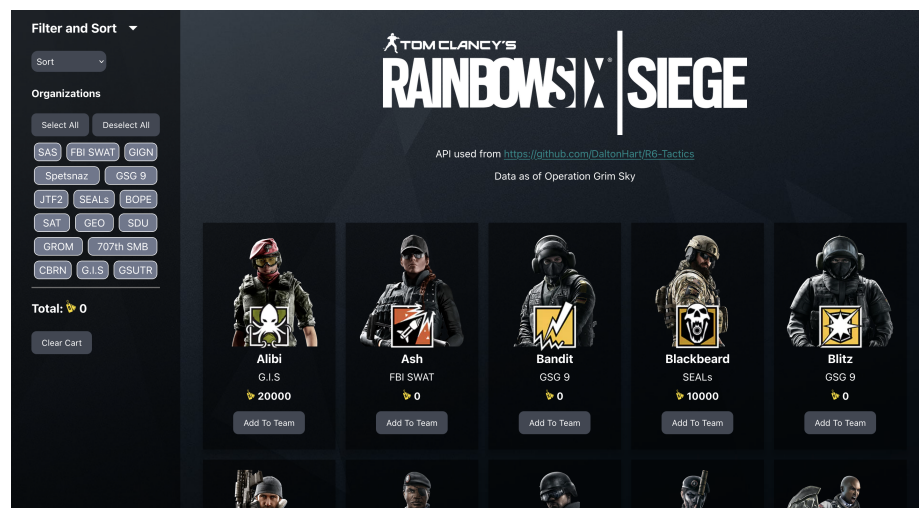 Filter and Sort
Sort
Organizations
Select All Deselect All
SAS FBI SWAT GIGN
Spetsnaz GSG 9
JTF2 SEALs BOPE
SAT GEO SDU
GROM 707th SMB
CBRN G.I.S GSUTR
Total: 0
Clear Cart
TOM CLANCY'S
RAINBOWSIX SIEGE
API used from https://github.com/DaltonHart/R6-Tactics
Data as of Operation Grim Sky
Alibi
G.I.S
20000
Add To Team
Ash
FBI SWAT
0
Add To Team
Bandit
GSG 9
0
Add To Team
Blackbeard
SEALs
10000
Add To Team
Blitz
GSG 9
0
Add To Team